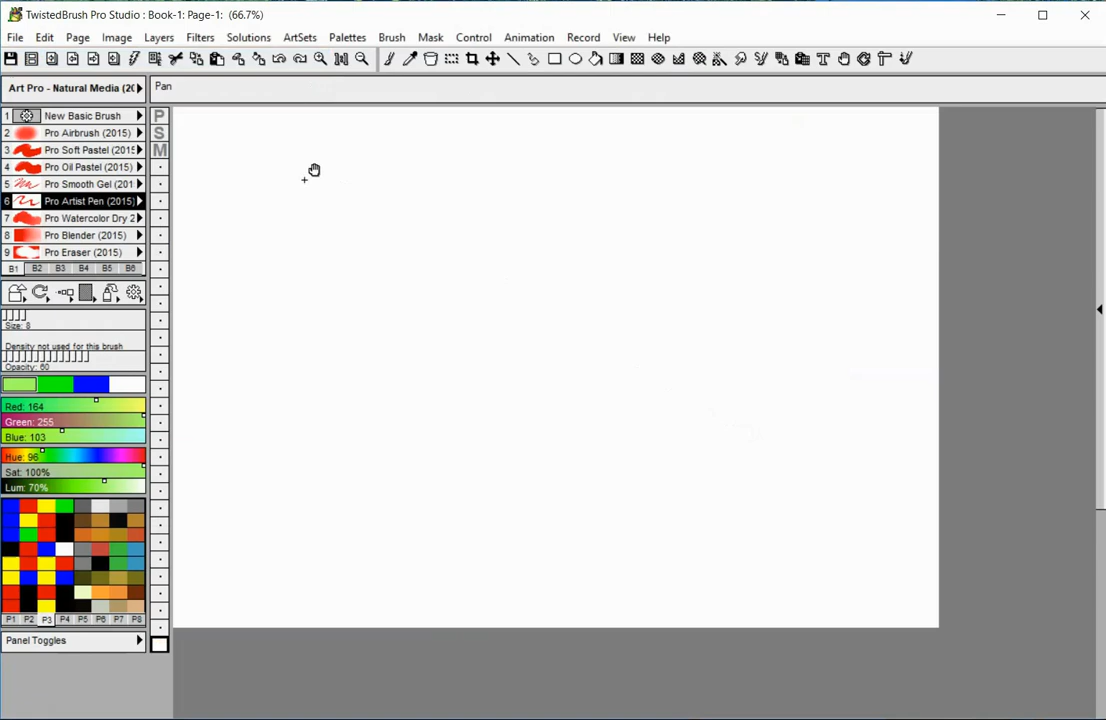 TwistedBrush Pro Studio : Book-1: Page-1: (66.7%)
File Edit Page Image Layers Filters Solutions ArtSets Palettes Brush Mask Control Animation Record View Help
Art Pro - Natural Media (20
Pan
1 New Basic Brush
2 Pro Airbrush (2015)
3 Pro Soft Pastel (2015
4 Pro Oil Pastel (2015)
5 Pro Smooth Gel (201
6 Pro Artist Pen (2015)
7 Pro Watercolor Dry 2
8 Pro Blender (2015)
9 Pro Eraser (2015)
P
S
M
B1 B2 B3 B4 B5 B6
Size: 8
Density not used for this brush
Opacity: 60
Red: 164
Green: 255
Blue: 103
Hue: 96
Sat: 100%
Lum: 70%
P1 P2 P3 P4 P5 P6 P7 P8
Panel Toggles